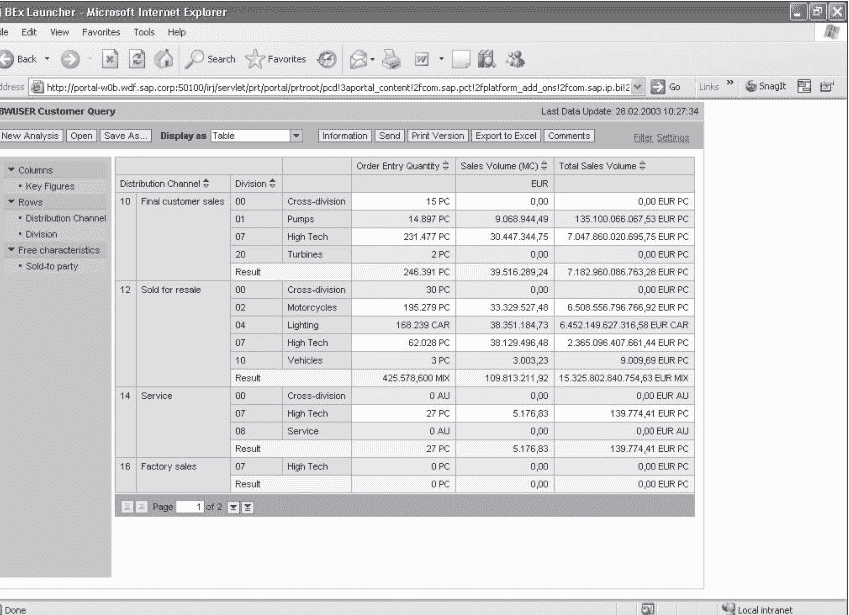 BEx Launcher - Microsoft Internet Explorer
Edit View Favorites Tools Help
Back Search Favorites
http://portal-w0b.wdf.sap.corp:50100/irj/servlet/prt/portal/prtroot/pcd!3aportal_content!2fcom.sap.pct!2fplatform_add_ons!2fcom.sap.ip.bi!2 Go Links » SnagIt
BWUSER Customer Query Last Data Update: 26.02.2003 10:27:34
New Analysis Open Save As... Display as Table Information Send Print Version Export to Excel Comments Filter Settings
Columns
• Key Figures
Rows
• Distribution Channel
• Division
Free characteristics
• Sold-to party
Order Entry Quantity Sales Volume (MC) Total Sales Volume
Distribution Channel Division EUR
10 Final customer sales 00 Cross-division 15 PC 0,00 0,00 EUR PC
01 Pumps 14.897 PC 9.068.944,49 135.100.066.067,53 EUR PC
07 High Tech 231.477 PC 30.447.344,75 7.047.860.020.695,75 EUR PC
20 Turbines 2 PC 0,00 0,00 EUR PC
Result 246.391 PC 39.516.289,24 7.182.960.086.763,28 EUR PC
12 Sold for resale 00 Cross-division 30 PC 0,00 0,00 EUR PC
02 Motorcycles 195.279 PC 33.329.527,48 6.508.556.796.766,92 EUR PC
04 Lighting 168.239 CAR 38.351.184,73 6.452.149.627.316,58 EUR CAR
07 High Tech 62.028 PC 38.129.496,48 2.365.096.407.661,44 EUR PC
10 Vehicles 3 PC 3.003,23 9.009,69 EUR PC
Result 425.578,600 MIX 109.813.211,92 15.325.802.840.754,63 EUR MIX
14 Service 00 Cross-division 0 AU 0,00 0,00 EUR AU
07 High Tech 27 PC 5.176,83 139.774,41 EUR PC
08 Service 0 AU 0,00 0,00 EUR AU
Result 27 PC 5.176,83 139.774,41 EUR PC
16 Factory sales 07 High Tech 0 PC 0,00 0,00 EUR PC
Result 0 PC 0,00 0,00 EUR PC
Page 1 of 2
Done Local intranet